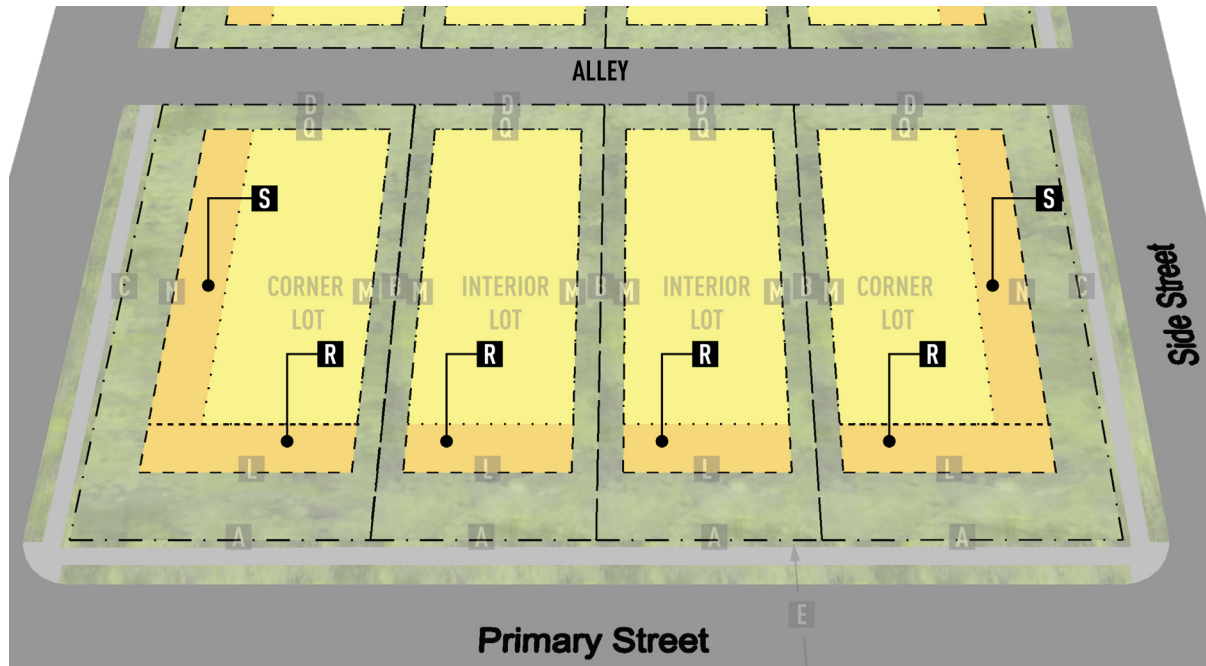 ALLEY
D D D D
Q Q Q Q
S S
C N CORNER M B M INTERIOR M B M INTERIOR M B M CORNER N C
LOT LOT LOT LOT
Side Street
R R R R
L L L L
A A A A
E
Primary Street